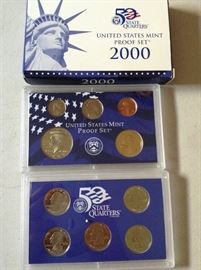 50
STATE
QUARTERS
UNITED STATES MINT
PROOF SET
2000
UNITED STATES MINT
PROOF SET
50
STATE
QUARTERS